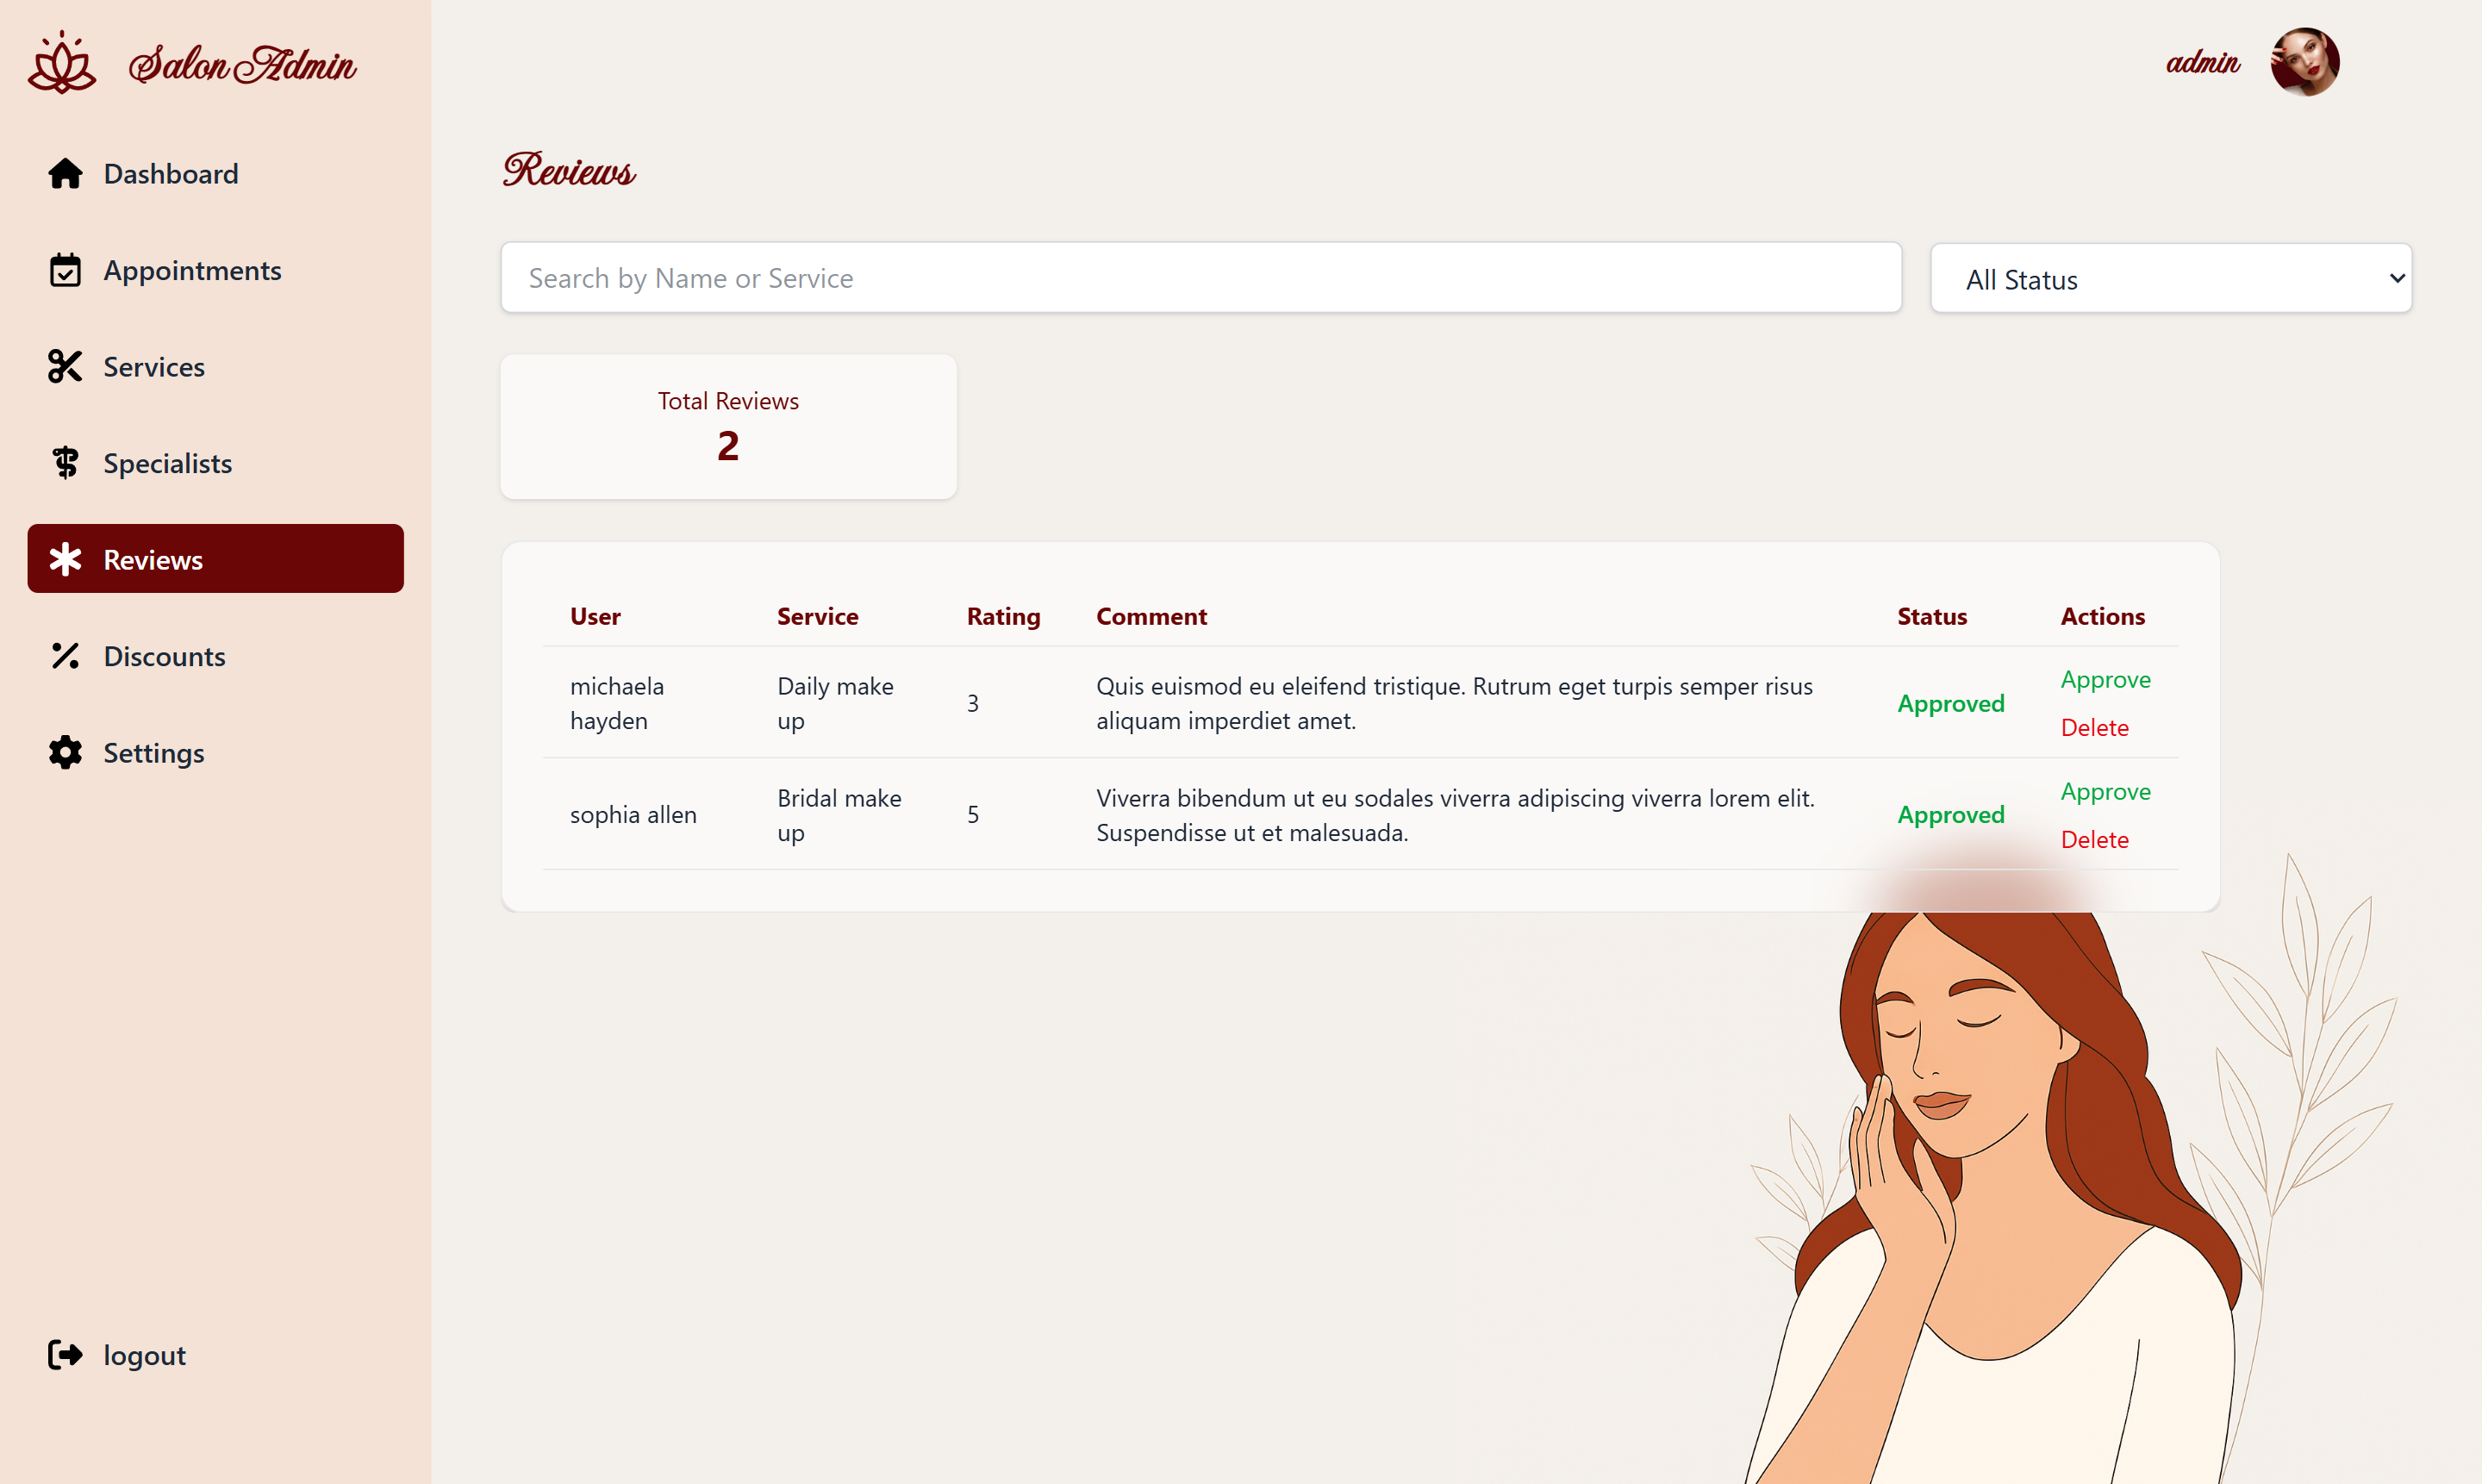 Salon Admin
admin
Dashboard
Appointments
Services
Specialists
Reviews
Discounts
Settings
logout
Reviews
Search by Name or Service
All Status
Total Reviews
2
User Service Rating Comment Status Actions
michaela hayden Daily make up 3 Quis euismod eu eleifend tristique. Rutrum eget turpis semper risus aliquam imperdiet amet. Approved Approve Delete
sophia allen Bridal make up 5 Viverra bibendum ut eu sodales viverra adipiscing viverra lorem elit. Suspendisse ut et malesuada. Approved Approve Delete